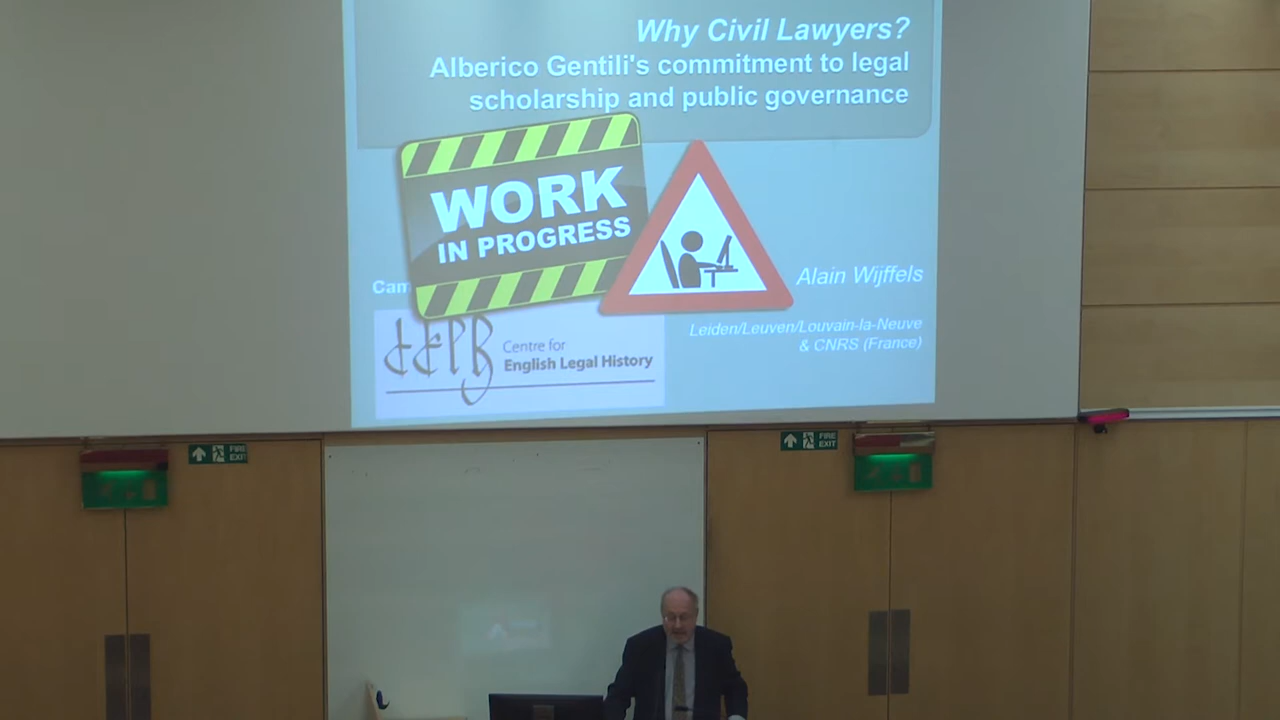 Why Civil Lawyers?
Alberico Gentili's commitment to legal
scholarship and public governance
WORK
IN PROGRESS
Cam
Alain Wijffels
Leiden/Leuven/Louvain-la-Neuve
& CNRS (France)
Centre for
English Legal History
FIRE
EXIT
FIRE
EXIT